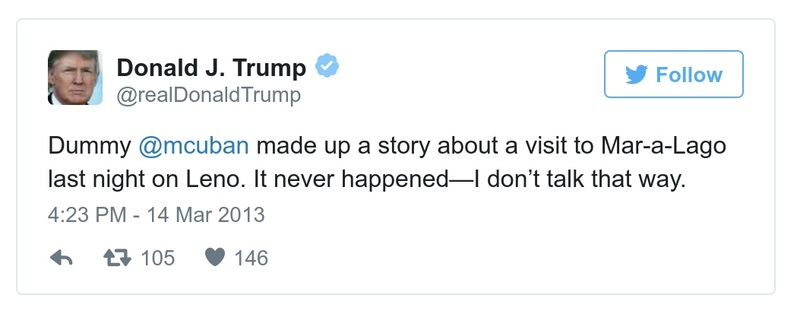 Donald J. Trump
@realDonaldTrump
Follow
Dummy @mcuban made up a story about a visit to Mar-a-Lago
last night on Leno. It never happened—I don’t talk that way.
4:23 PM - 14 Mar 2013
105 146